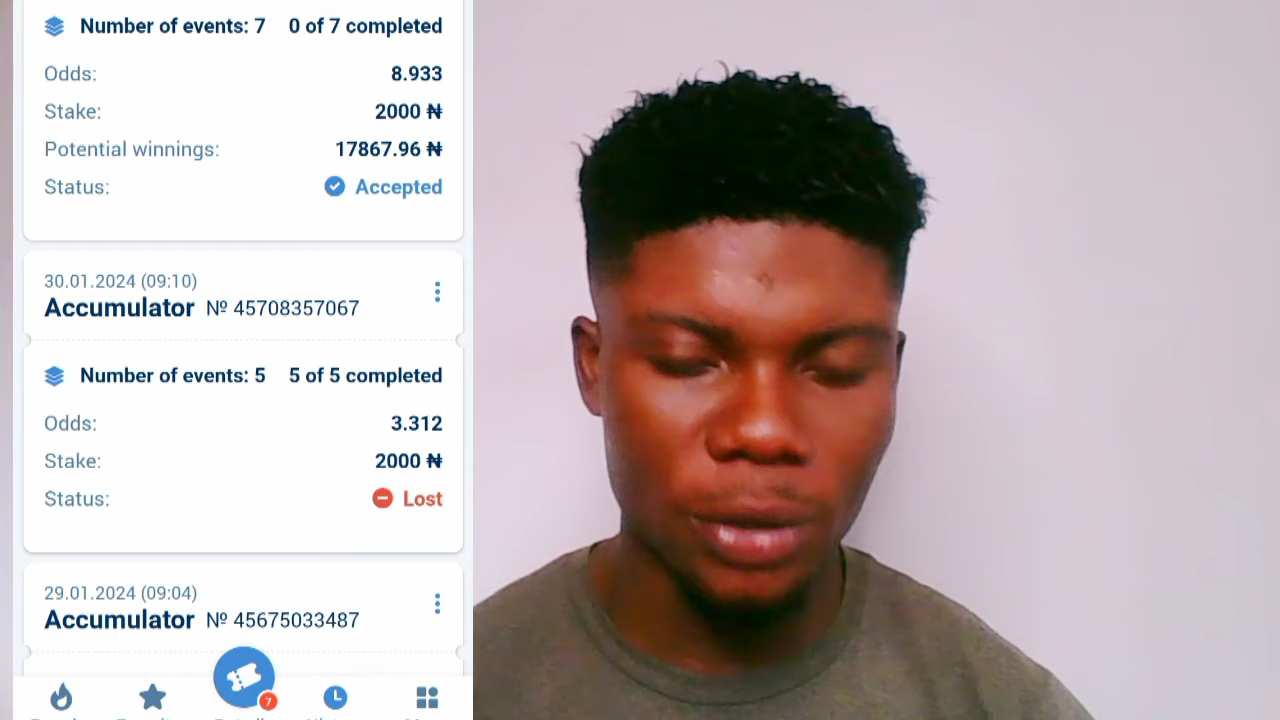 Number of events: 7 0 of 7 completed
Odds: 8.933
Stake: 2000 ₦
Potential winnings: 17867.96 ₦
Status: Accepted
30.01.2024 (09:10)
Accumulator № 45708357067
Number of events: 5 5 of 5 completed
Odds: 3.312
Stake: 2000 ₦
Status: Lost
29.01.2024 (09:04)
Accumulator № 45675033487
7